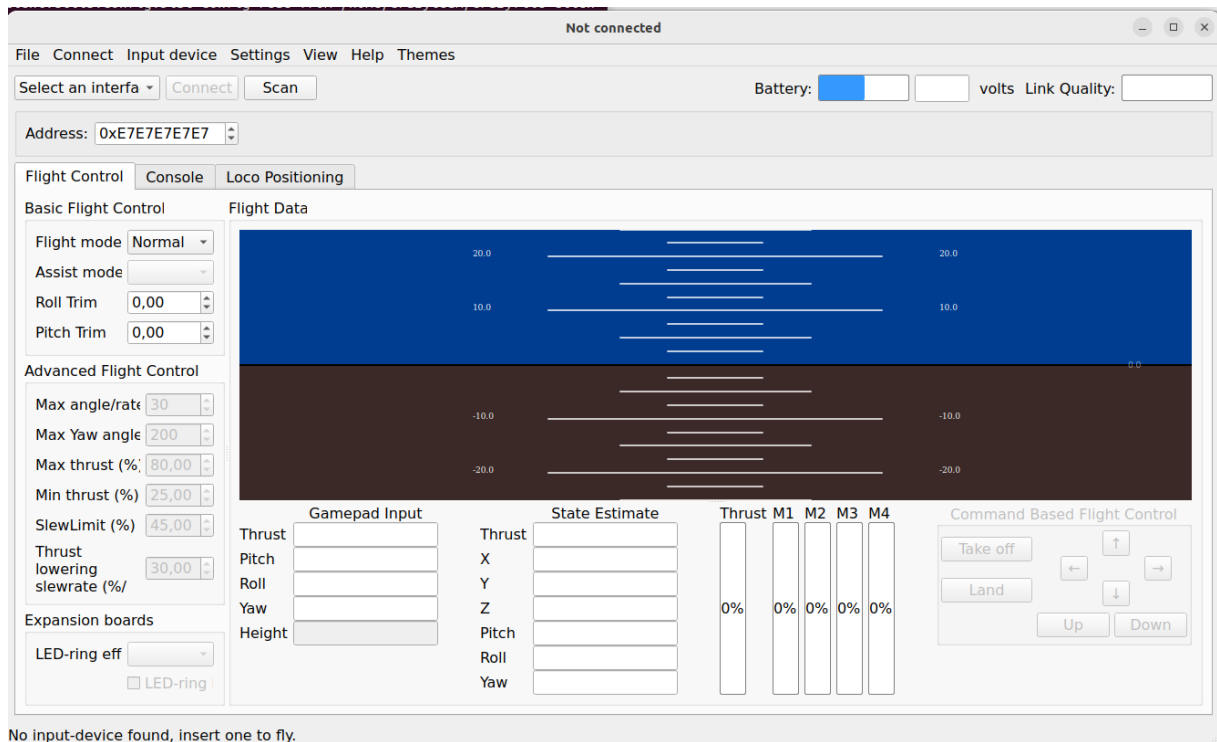 Not connected
File Connect Input device Settings View Help Themes
Select an interfa Connect Scan Battery: volts Link Quality:
Address: 0xE7E7E7E7E7
Flight Control Console Loco Positioning
Basic Flight Control Flight Data
Flight mode Normal
Assist mode
Roll Trim 0,00
Pitch Trim 0,00
Advanced Flight Control
Max angle/rate 30
Max Yaw angle 200
Max thrust (%) 80,00
Min thrust (%) 25,00
SlewLimit (%) 45,00
Thrust
lowering
slewrate (%/ 30,00
Expansion boards
LED-ring eff
LED-ring
20.0 20.0
10.0 10.0
0.0
-10.0 -10.0
-20.0 -20.0
Gamepad Input
Thrust
Pitch
Roll
Yaw
Height
State Estimate
Thrust
X
Y
Z
Pitch
Roll
Yaw
Thrust M1 M2 M3 M4
0% 0% 0% 0% 0%
Command Based Flight Control
Take off ↑
← →
Land ↓
Up Down
No input-device found, insert one to fly.